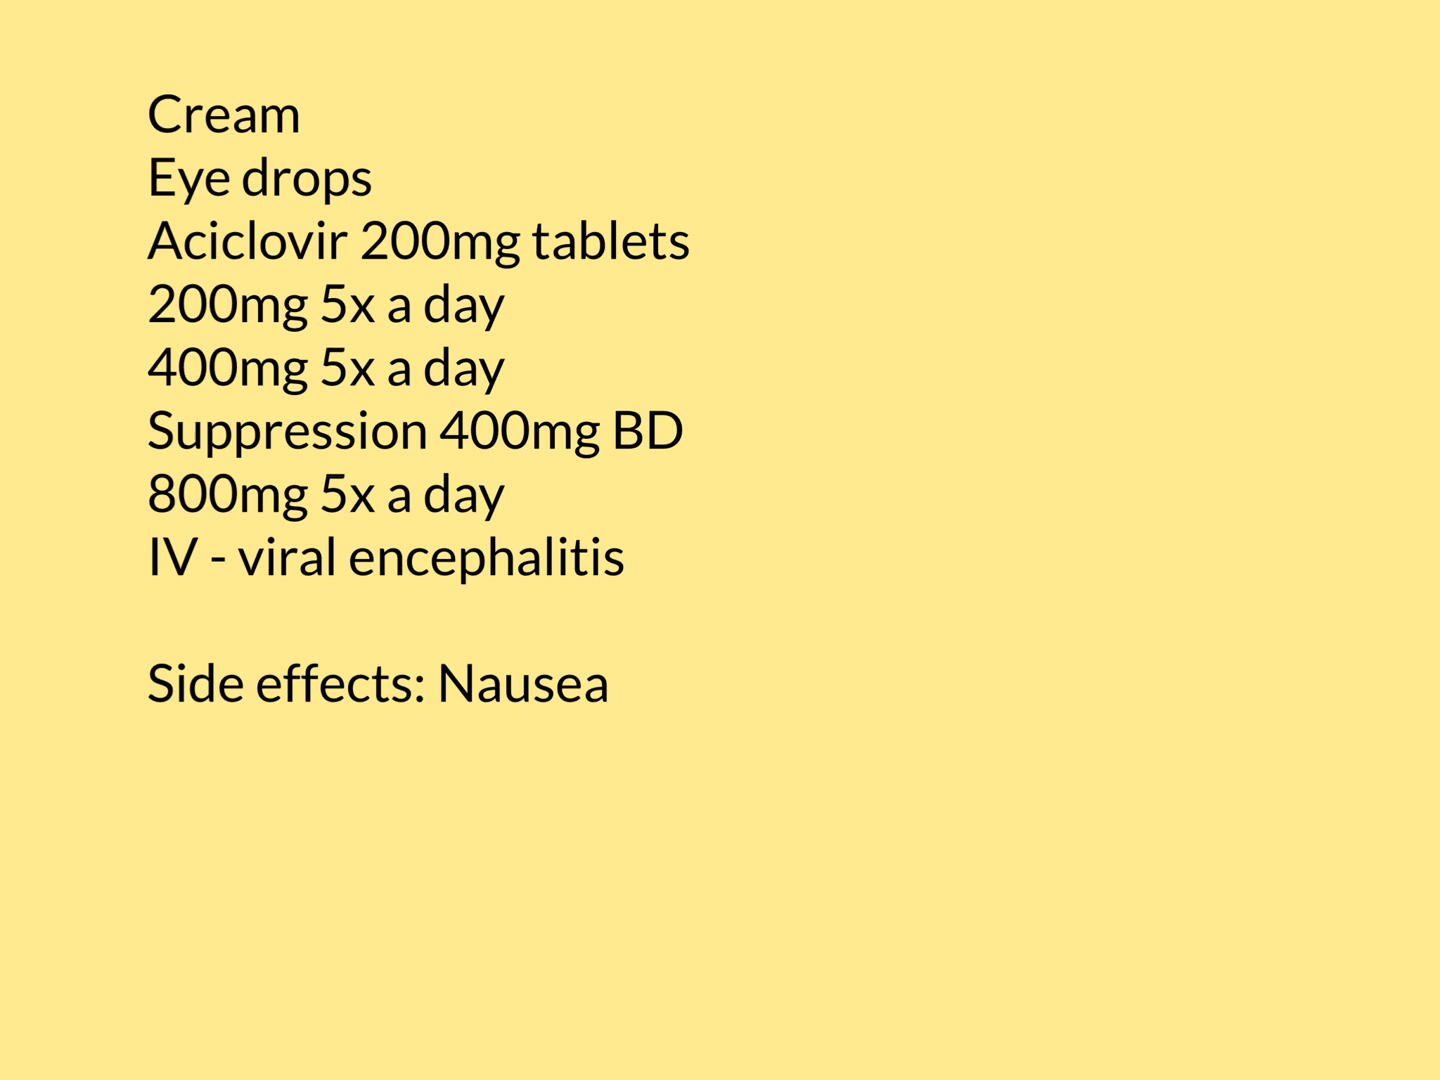 Cream
Eye drops
Aciclovir 200mg tablets
200mg 5x a day
400mg 5x a day
Suppression 400mg BD
800mg 5x a day
IV - viral encephalitis
Side effects: Nausea